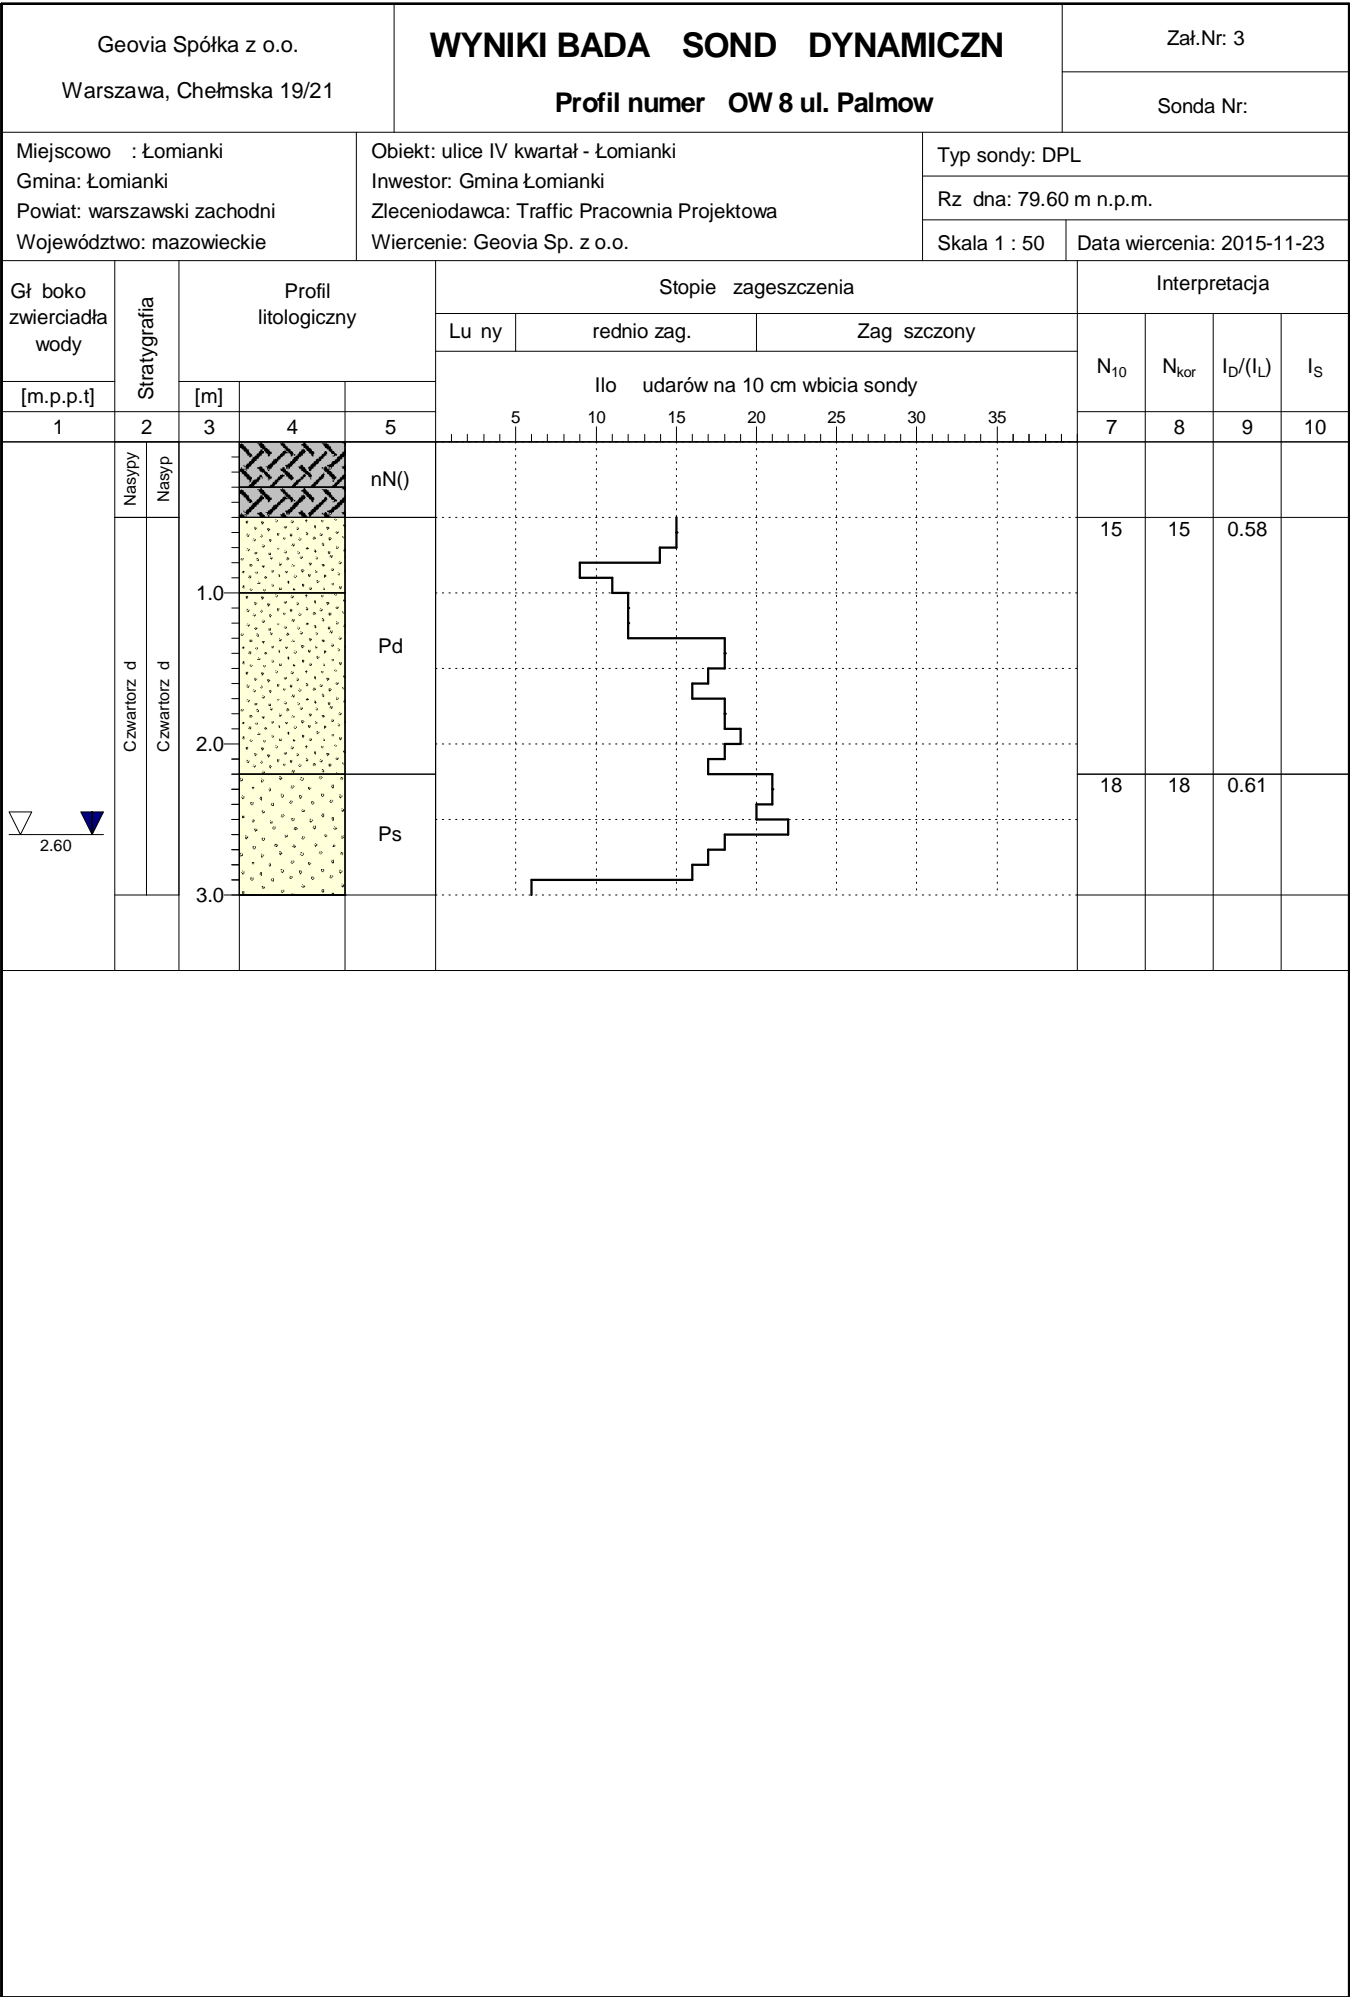 Geovia Spółka z o.o.
Warszawa, Chełmska 19/21
WYNIKI BADA SOND DYNAMICZN
Profil numer OW 8 ul. Palmow
Zał.Nr: 3
Sonda Nr:
Miejscowo : Łomianki
Gmina: Łomianki
Powiat: warszawski zachodni
Województwo: mazowieckie
Obiekt: ulice IV kwartał - Łomianki
Inwestor: Gmina Łomianki
Zleceniodawca: Traffic Pracownia Projektowa
Wiercenie: Geovia Sp. z o.o.
Typ sondy: DPL
Rz dna: 79.60 m n.p.m.
Skala 1 : 50
Data wiercenia: 2015-11-23
Gł boko
zwierciadła
wody
[m.p.p.t]
Stratygrafia
Profil
litologiczny
[m]
Stopie zageszczenia
Lu ny
rednio zag.
Zag szczony
Ilo udarów na 10 cm wbicia sondy
5 10 15 20 25 30 35
Interpretacja
N10 Nkor ID/(IL) IS
1 2 3 4 5 7 8 9 10
Nasypy
Nasyp
nN()
15 15 0.58
1.0
Pd
Czwartorz d
Czwartorz d
2.0
18 18 0.61
Ps
2.60
3.0